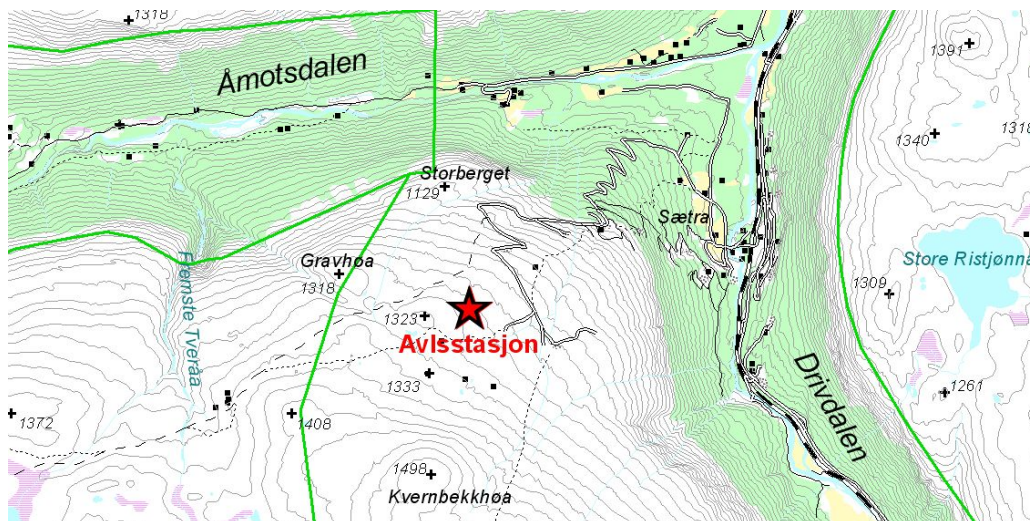 1318
Åmotsdalen
1391
1340
1318
Storberget
1129
Sætra
Gravhøa
1318
Fremste Tveråa
Store Ristjønna
1309
1323
Avlsstasjon
1333
Drivdalen
1261
1372
1408
1498
Kvernbekkhøa